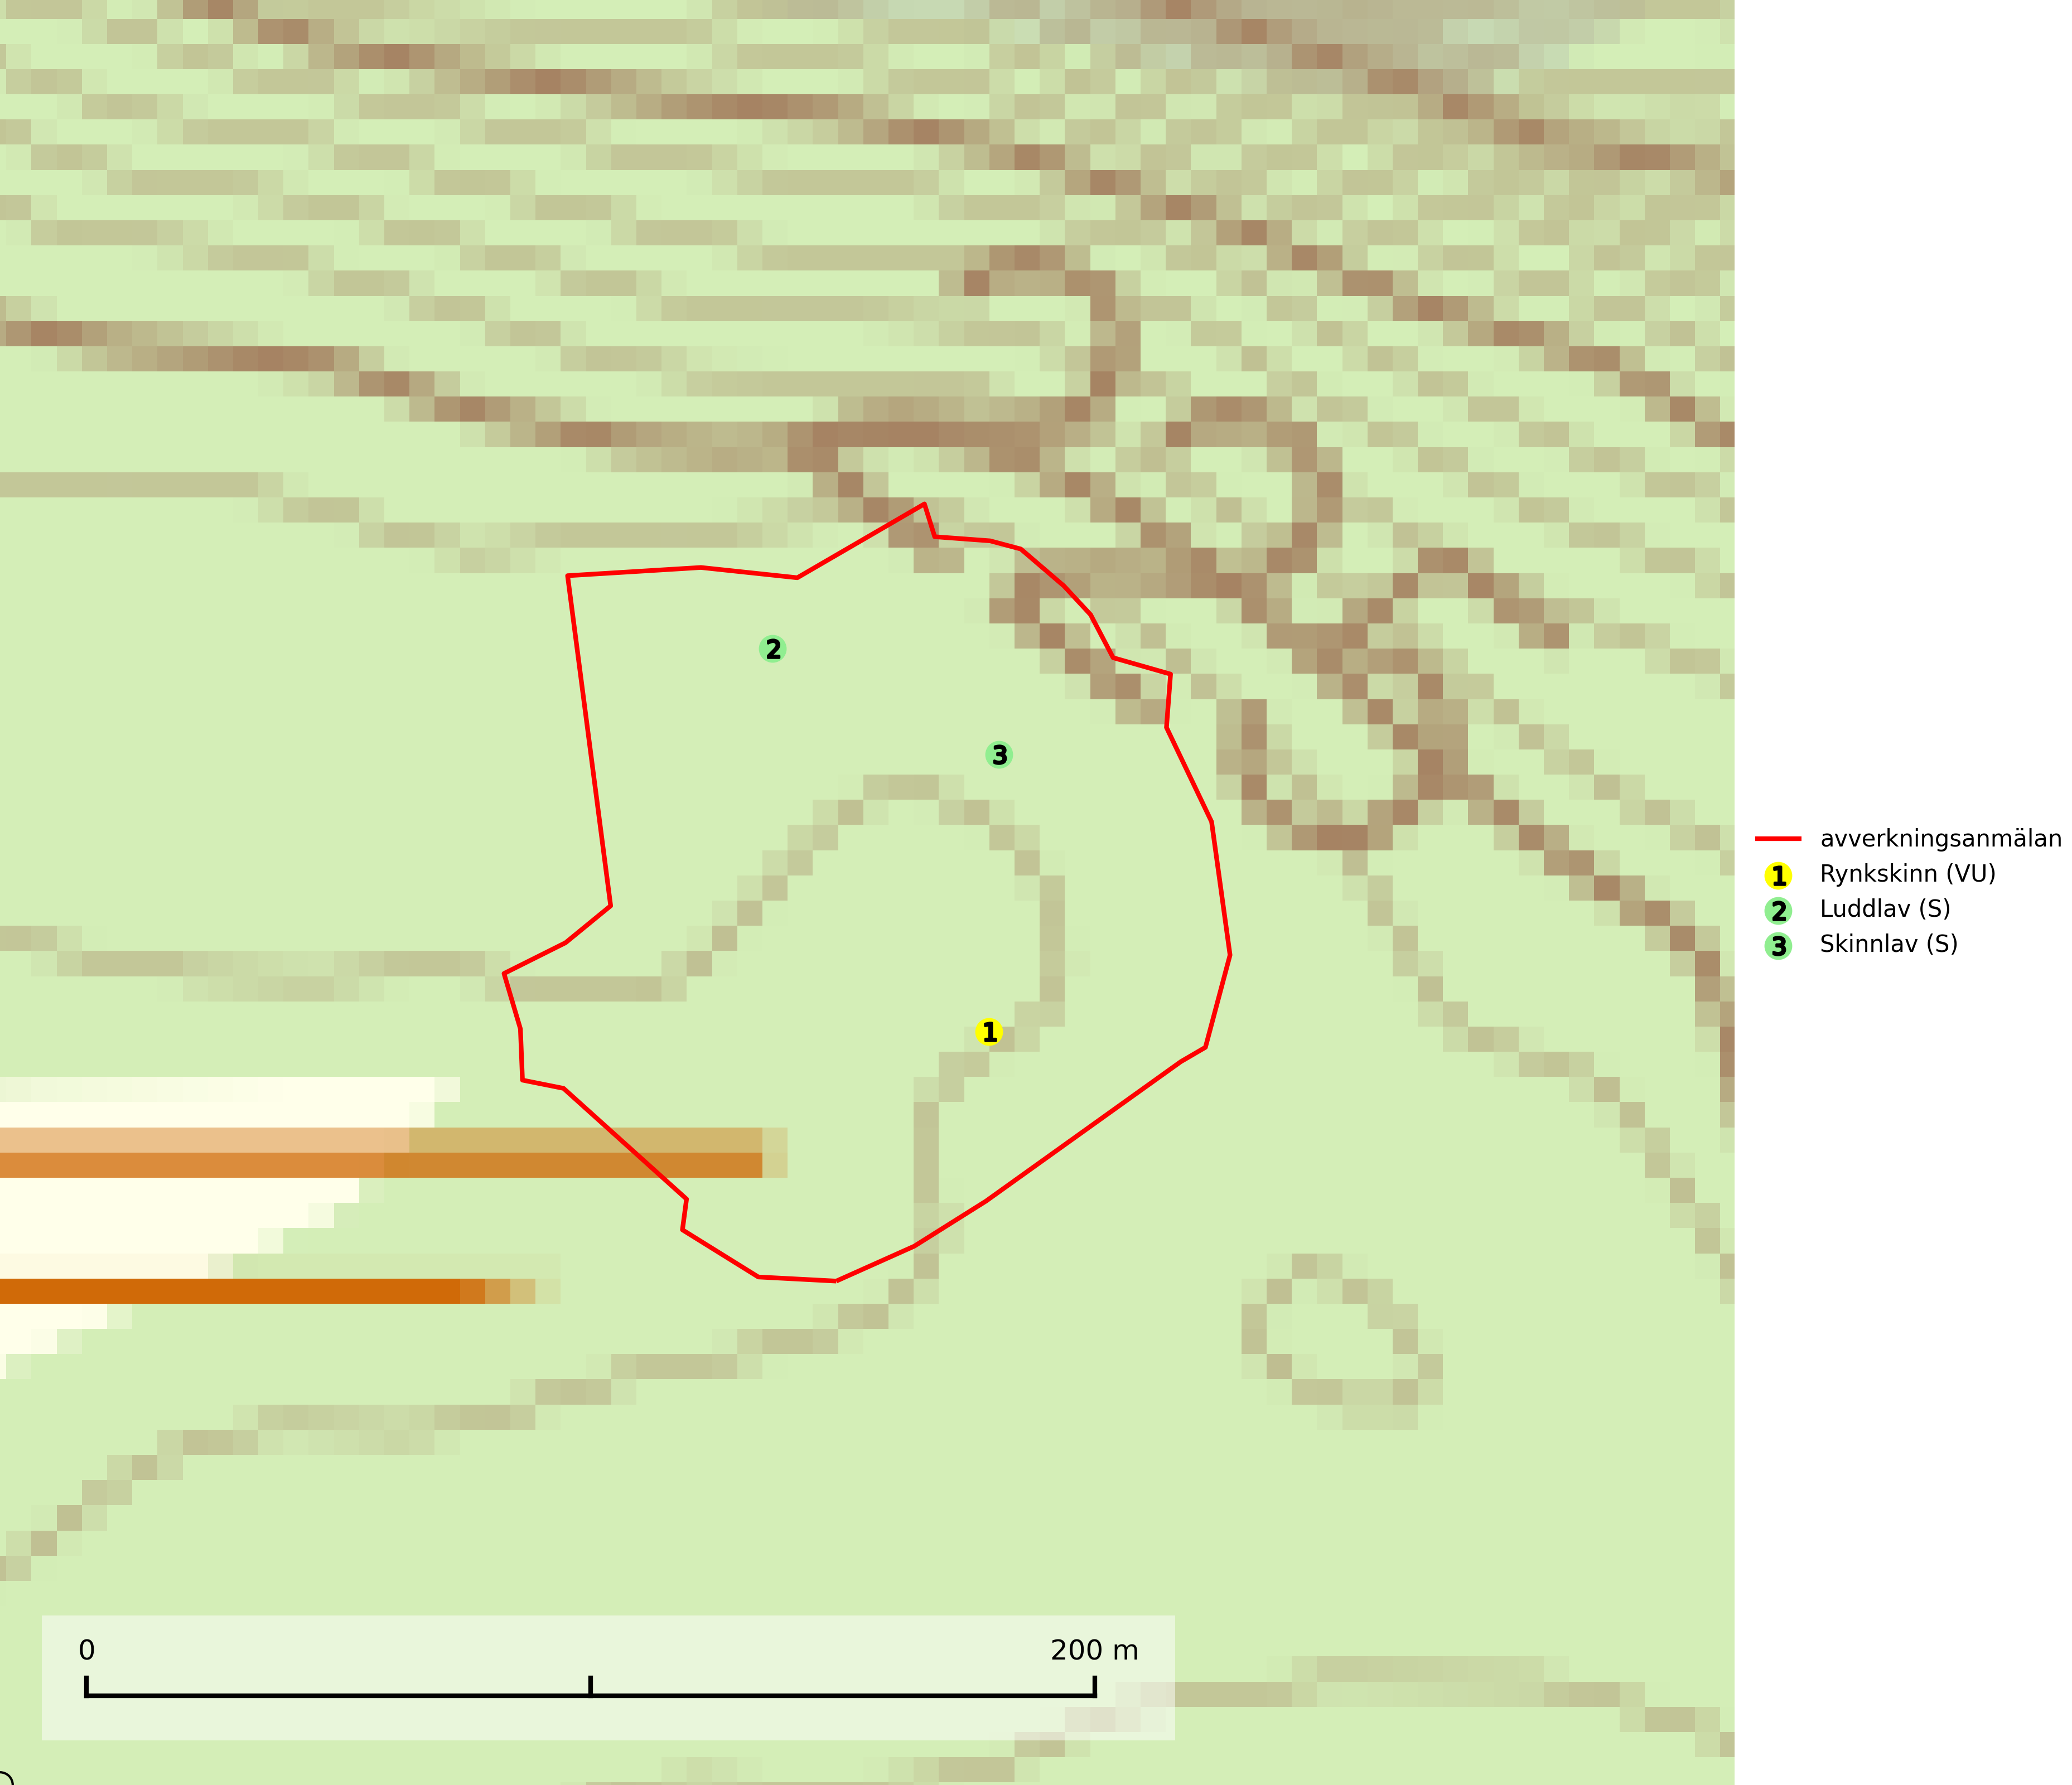 2
3
1
avverkningsanmälan
1 Rynkskinn (VU)
2 Luddlav (S)
3 Skinnlav (S)
0 200 m